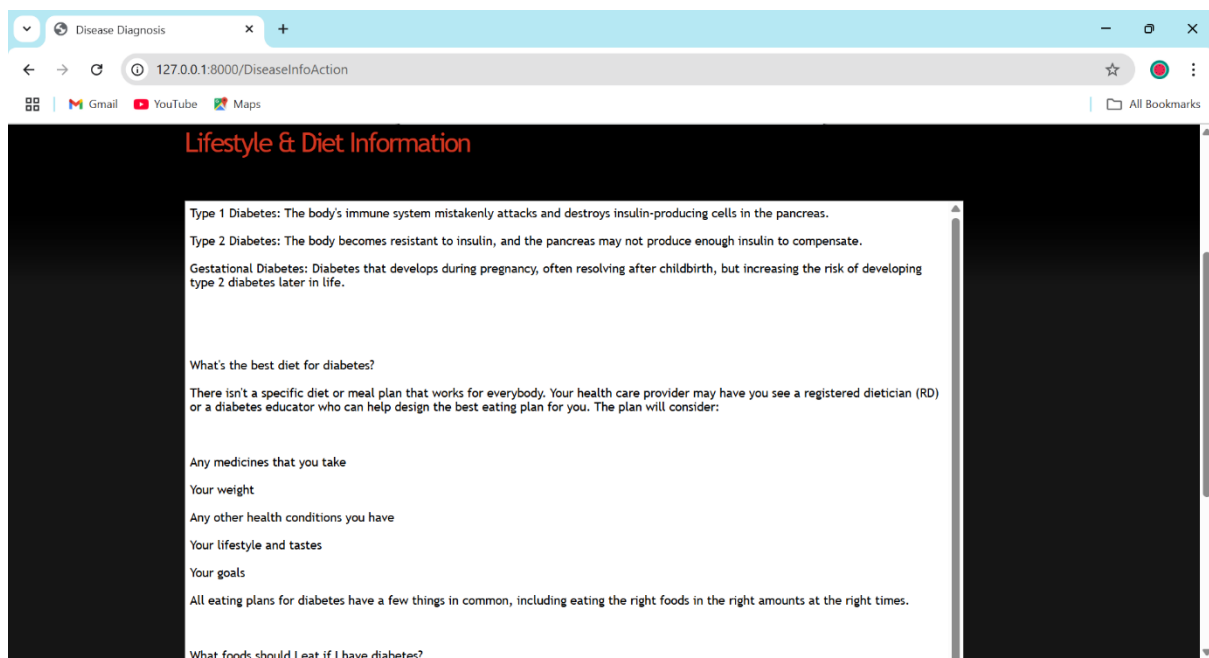 Disease Diagnosis
127.0.0.1:8000/DiseaseInfoAction
Gmail YouTube Maps All Bookmarks
Lifestyle & Diet Information
Type 1 Diabetes: The body's immune system mistakenly attacks and destroys insulin-producing cells in the pancreas.
Type 2 Diabetes: The body becomes resistant to insulin, and the pancreas may not produce enough insulin to compensate.
Gestational Diabetes: Diabetes that develops during pregnancy, often resolving after childbirth, but increasing the risk of developing
type 2 diabetes later in life.
What's the best diet for diabetes?
There isn't a specific diet or meal plan that works for everybody. Your health care provider may have you see a registered dietician (RD)
or a diabetes educator who can help design the best eating plan for you. The plan will consider:
Any medicines that you take
Your weight
Any other health conditions you have
Your lifestyle and tastes
Your goals
All eating plans for diabetes have a few things in common, including eating the right foods in the right amounts at the right times.
What foods should I eat if I have diabetes?